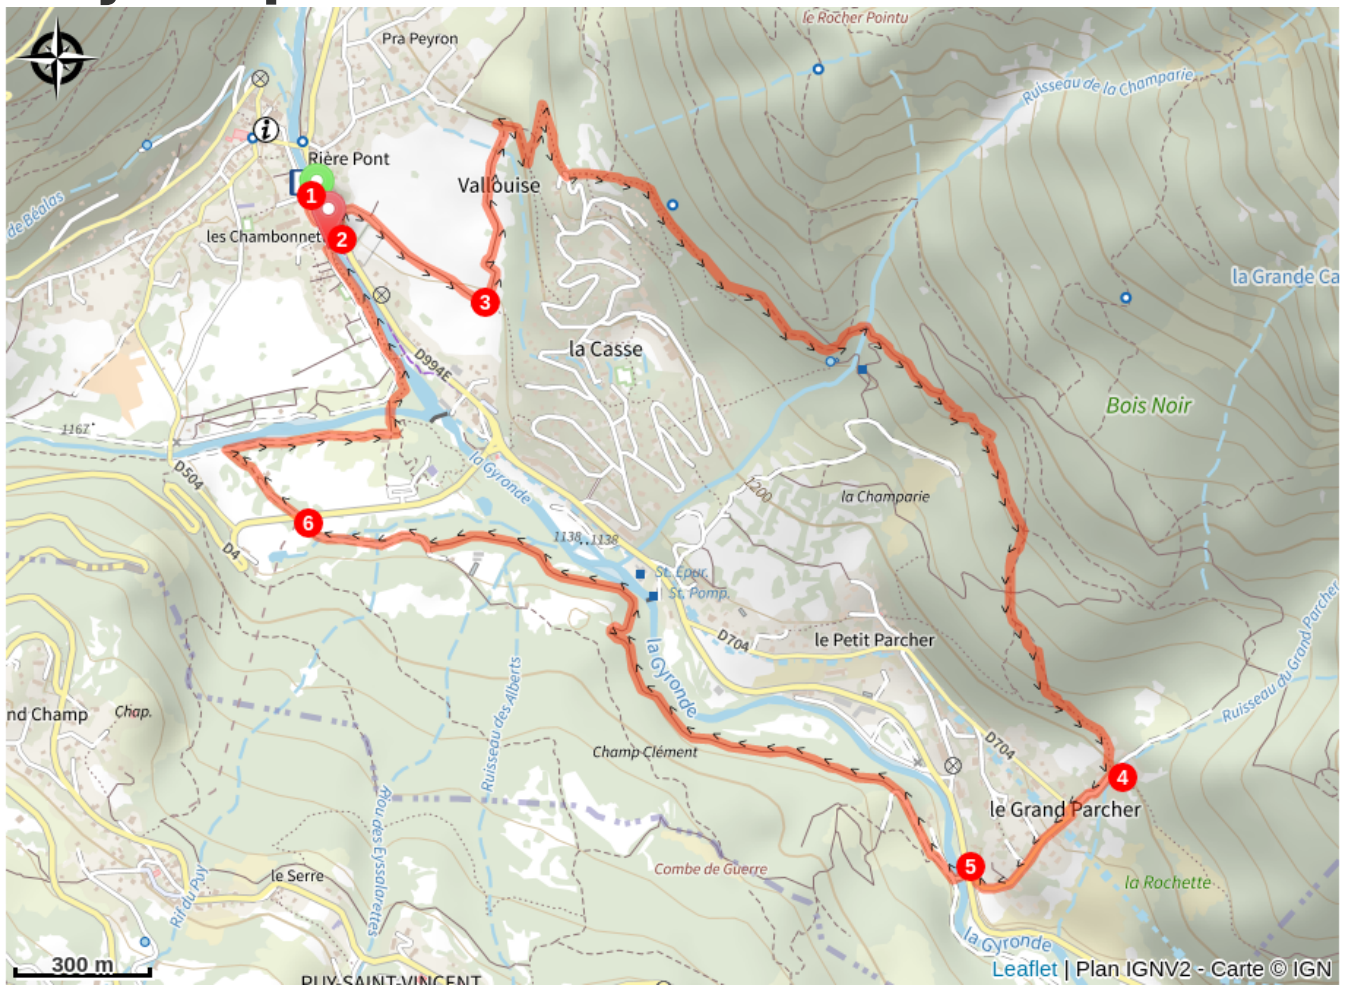 le Rocher Pointu
Pra Peyron
Ruisseau de la Champarie
i
Rière Pont
Vallouise
1
de Béalas
les Chambonnet
2
la Grande Ca
3
la Casse
D994E
Bois Noir
1167
D504
la Gyronde
1200
la Champarie
6
1138
1138
D4
St. Epur.
St. Pomp.
Ruisseau du Grand Parcher
D704
le Petit Parcher
la Gyronde
Ruisseau des Alberts
nd Champ
Chap.
D704
Champ Clément
4
le Grand Parcher
Riou des Eyssalarettes
5
Combe de Guerre
le Serre
la Rochette
Rif du Puy
la Gyronde
300 m
PUY-SAINT-VINCENT
Leaflet | Plan IGNV2 - Carte © IGN